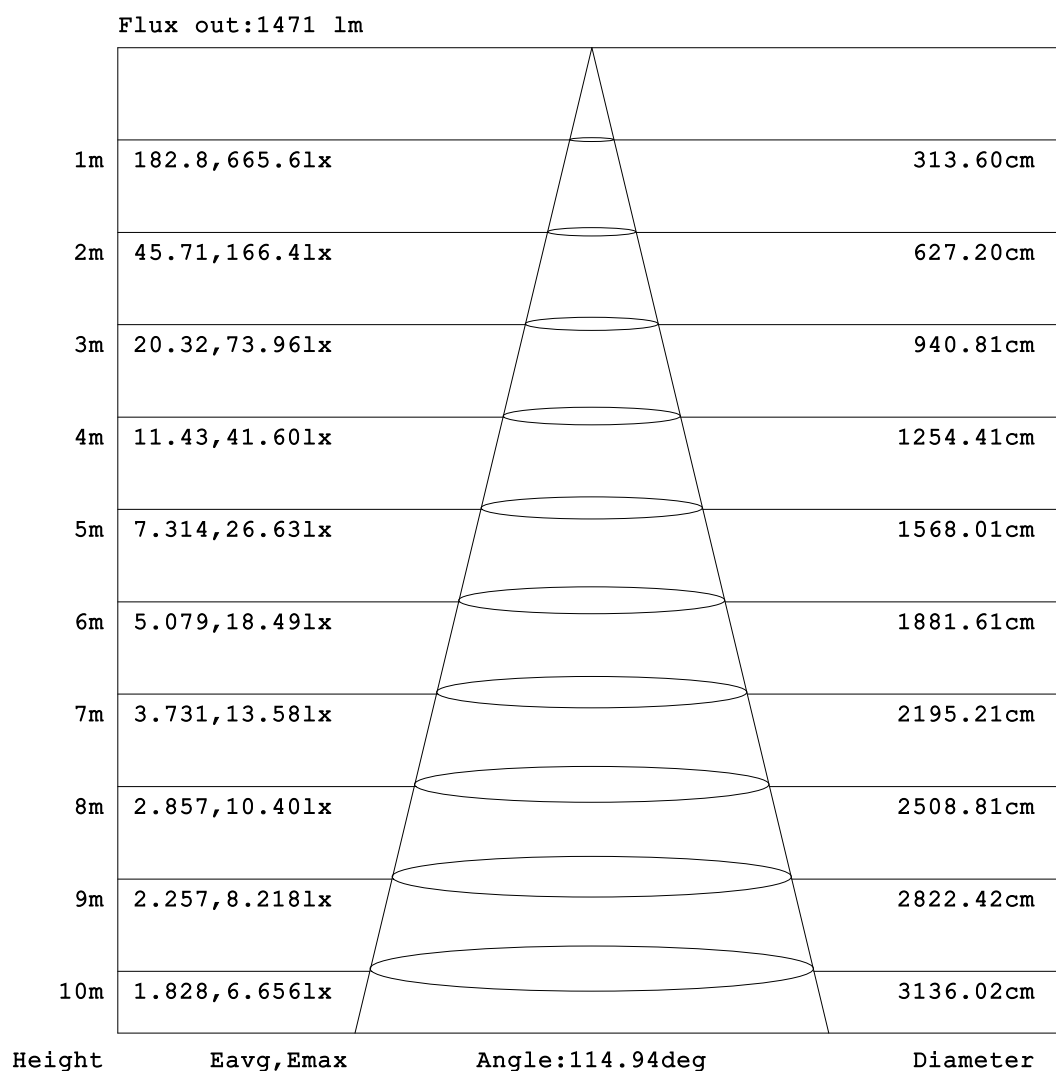 Flux out:1471 lm
1m 182.8,665.6lx 313.60cm
2m 45.71,166.4lx 627.20cm
3m 20.32,73.96lx 940.81cm
4m 11.43,41.60lx 1254.41cm
5m 7.314,26.63lx 1568.01cm
6m 5.079,18.49lx 1881.61cm
7m 3.731,13.58lx 2195.21cm
8m 2.857,10.40lx 2508.81cm
9m 2.257,8.218lx 2822.42cm
10m 1.828,6.656lx 3136.02cm
Height Eavg,Emax Angle:114.94deg Diameter